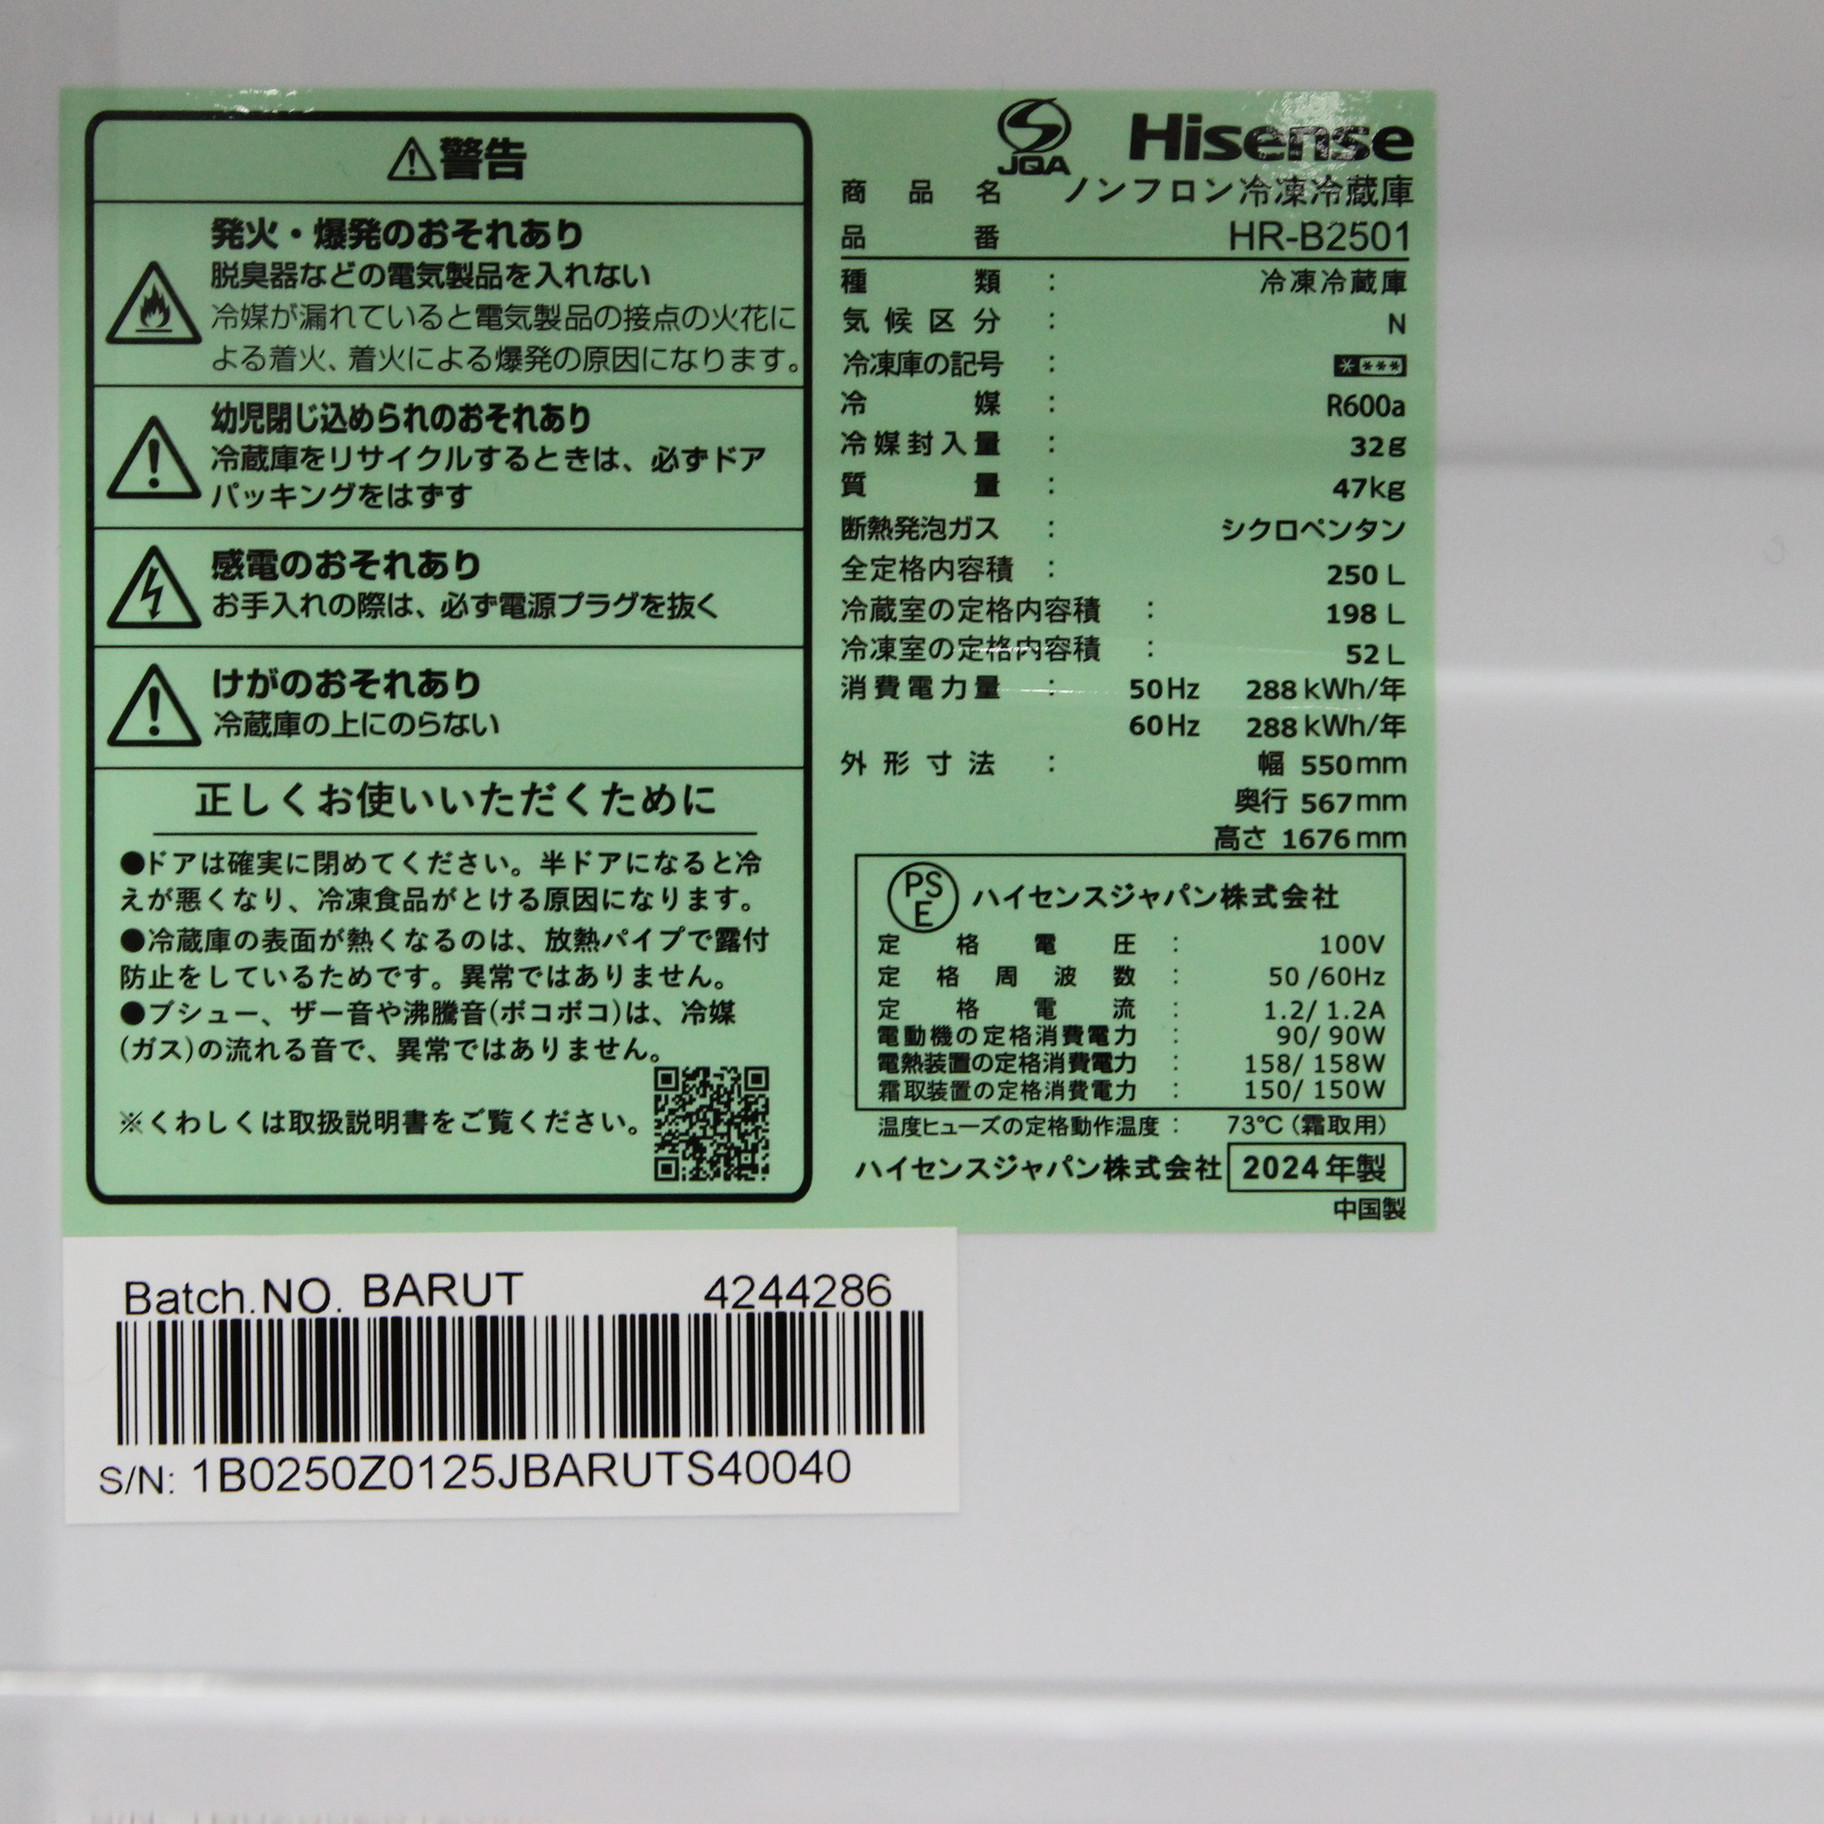 警告
発火・爆発のおそれあり
脱臭器などの電気製品を入れない
冷媒が漏れていると電気製品の接点の火花に
よる着火、着火による爆発の原因になります。
幼児閉じ込められのおそれあり
冷蔵庫をリサイクルするときは、必ずドア
パッキングをはずす
感電のおそれあり
お手入れの際は、必ず電源プラグを抜く
けがのおそれあり
冷蔵庫の上にのらない
正しくお使いいただくために
●ドアは確実に閉めてください。半ドアになると冷
えが悪くなり、冷凍食品がとける原因になります。
●冷蔵庫の表面が熱くなるのは、放熱パイプで露付
防止をしているためです。異常ではありません。
●ブシュー、ザー音や沸騰音(ボコボコ)は、冷媒
(ガス)の流れる音で、異常ではありません。
※くわしくは取扱説明書をご覧ください。
JQA Hisense
商品名 ノンフロン冷凍冷蔵庫
品番 HR-B2501
種類 : 冷凍冷蔵庫
気候区分 : N
冷凍庫の記号 : * ***
冷媒 : R600a
冷媒封入量 : 32g
質量 : 47kg
断熱発泡ガス : シクロペンタン
全定格内容積 : 250 L
冷蔵室の定格内容積 : 198 L
冷凍室の定格内容積 : 52 L
消費電力量 : 50Hz 288kWh/年
60Hz 288kWh/年
外形寸法 : 幅 550mm
奥行 567mm
高さ 1676mm
PSE ハイセンスジャパン株式会社
定格電圧 : 100V
定格周波数 : 50/60Hz
定格電流 : 1.2/ 1.2A
電動機の定格消費電力 : 90/ 90W
電熱装置の定格消費電力 : 158/ 158W
霜取装置の定格消費電力 : 150/ 150W
温度ヒューズの定格動作温度 : 73℃(霜取用)
ハイセンスジャパン株式会社 2024年製
中国製
Batch.NO. BARUT 4244286
S/N: 1B0250Z0125JBARUTS40040